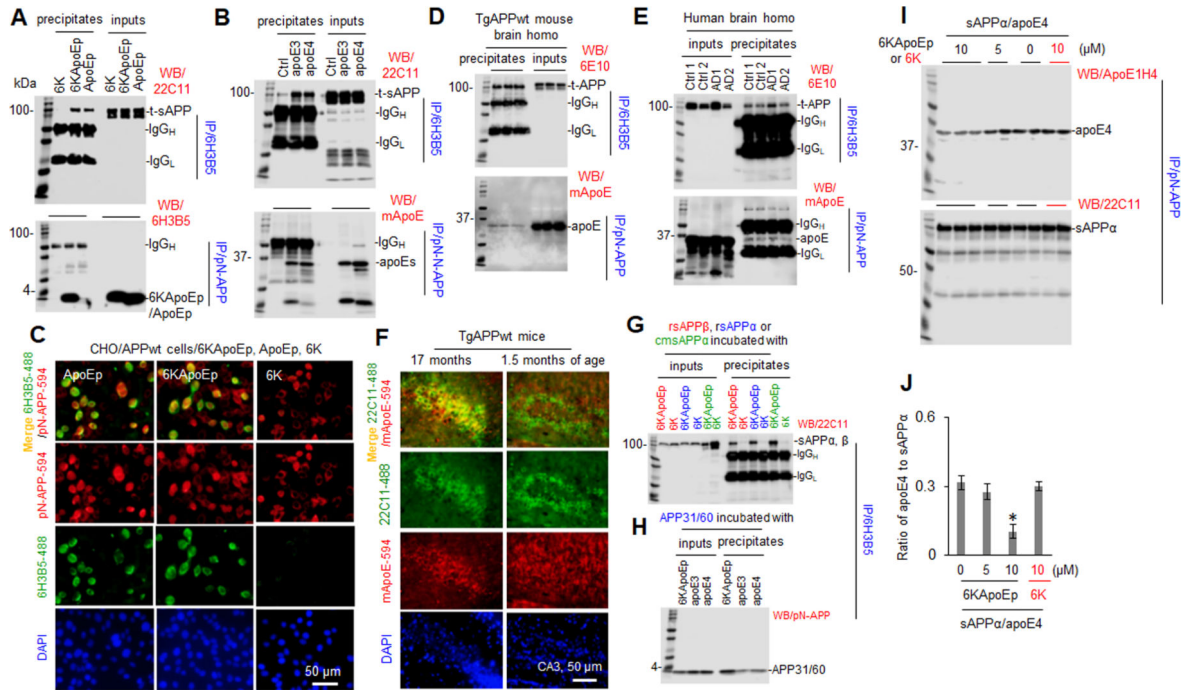 A
precipitates inputs
6K
6KApoEp
ApoEp
6K
6KApoEp
ApoEp
kDa
WB/
22C11
100-
-t-sAPP
-IgGH
-IgGL
IP/6H3B5
WB/
6H3B5
100-
-IgGH
4-
6KApoEp
/ApoEp
IP/pN-N-APP
B
precipitates inputs
Ctrl
apoE3
apoE4
Ctrl
apoE3
apoE4
WB/
22C11
100-
-t-sAPP
-IgGH
-IgGL
IP/6H3B5
WB/
mApoE
37-
-IgGH
-apoEs
IP/pN-N-APP
D
TgAPPwt mouse
brain homo
precipitates inputs
WB/
6E10
100-
-t-APP
-IgGH
-IgGL
IP/6H3B5
WB/
mApoE
37-
-apoE
IP/pN-N-APP
E
Human brain homo
inputs precipitates
Ctrl 1
Ctrl 2
AD1
AD2
Ctrl 1
Ctrl 2
AD1
AD2
WB/
6E10
100-
-t-APP
-IgGH
-IgGL
IP/6H3B5
WB/
mApoE
37-
-IgGH
apoE
-IgGL
IP/pN-APP
I
sAPPα/apoE4
6KApoEp
or 6K
10 5 0 10 (μM)
WB/ApoE1H4
-apoE4
37-
WB/22C11
-sAPPα
50-
IP/pN-APP
C
CHO/APPwt cells/6KApoEp, ApoEp, 6K
ApoEp 6KApoEp 6K
Merge 6H3B5-488
/pN-APP-594
pN-APP-594
6H3B5-488
DAPI
50 μm
F
TgAPPwt mice
17 months 1.5 months of age
Merge 22C11-488
/mApoE-594
22C11-488
mApoE-594
DAPI
CA3, 50 μm
G
rsAPPβ, rsAPPα or
cmsAPPα incubated with
inputs precipitates
6KApoEp
6K
6KApoEp
6K
6KApoEp
6K
6KApoEp
6K
6KApoEp
6K
6KApoEp
6K
WB/22C11
100-
-sAPPα, β
-IgGH
-IgGL
H
APP31/60 incubated with
inputs precipitates
6KApoEp
apoE3
apoE4
6KApoEp
apoE3
apoE4
WB/pN-APP
4-
APP31/60
IP/6H3B5
J
Ratio of apoE4 to sAPPα
0.6
0.3
0
*
0 5 10 10 (μM)
6KApoEp 6K
sAPPα/apoE4